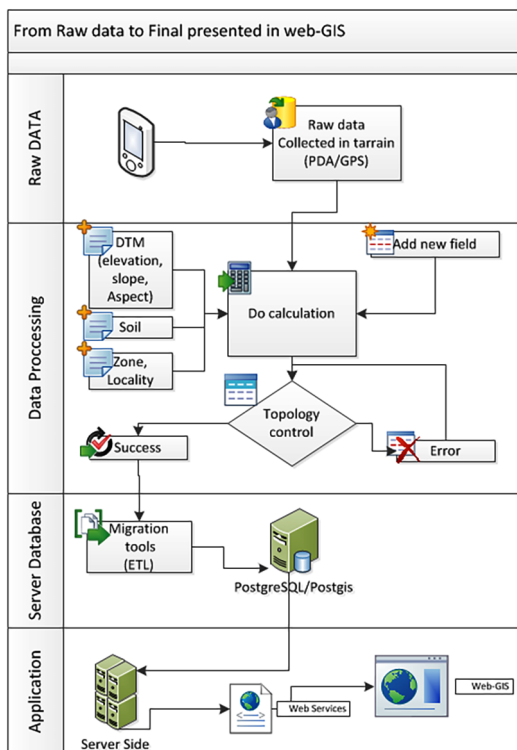 From Raw data to Final presented in web-GIS
Raw DATA
Raw data
Collected in tarrain
(PDA/GPS)
Data Proccessing
DTM
(elevation,
slope,
Aspect)
Add new field
Do calculation
Soil
Zone,
Locality
Topology
control
Success
Error
Server Database
Migration
tools
(ETL)
PostgreSQL/Postgis
Application
Server Side
Web Services
Web-GIS